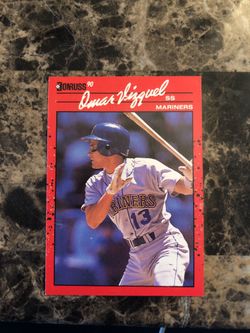 DONRUSS '90
Omar Vizquel
SS
MARINERS
MARINERS
13